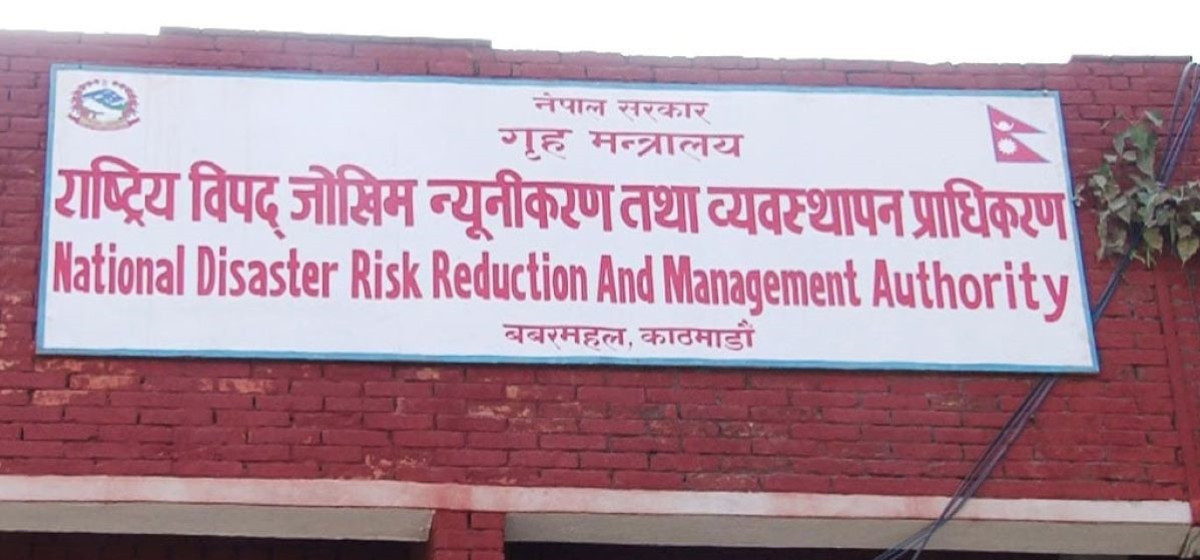 नेपाल सरकार
गृह मन्त्रालय
राष्ट्रिय विपद् जोखिम न्यूनीकरण तथा व्यवस्थापन प्राधिकरण
National Disaster Risk Reduction And Management Authority
बबरमहल, काठमाडौं